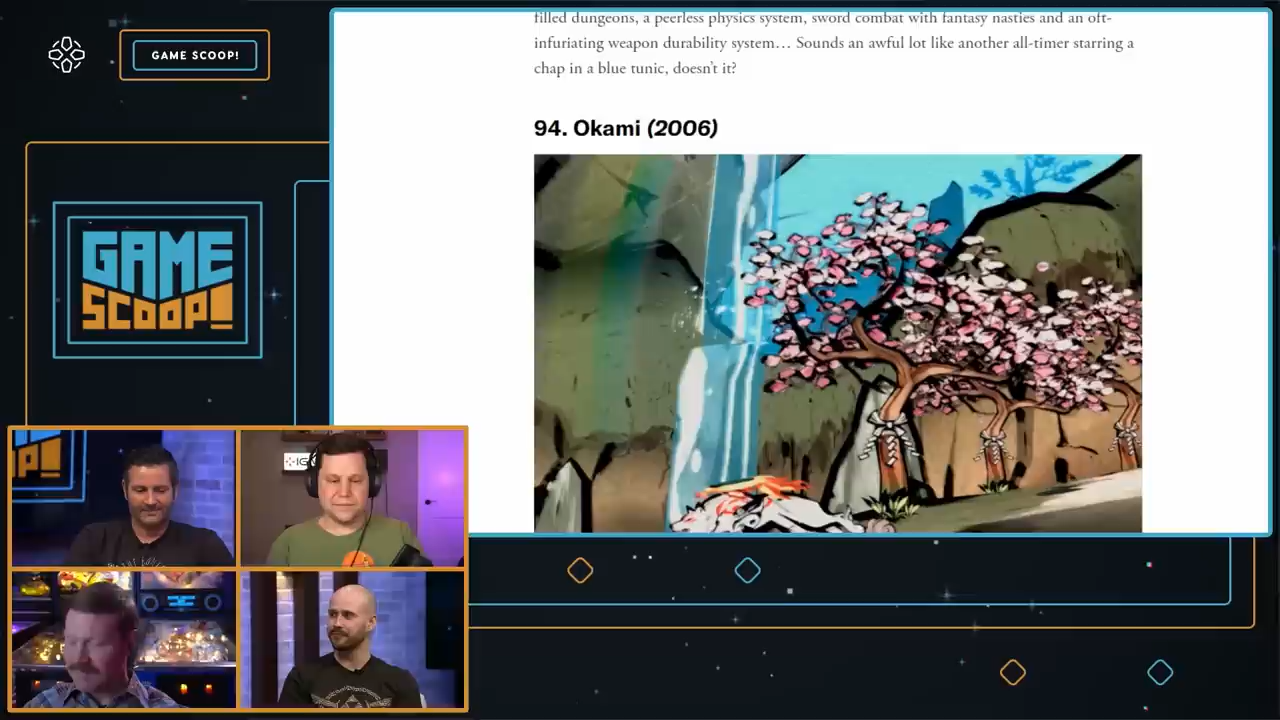 filled dungeons, a peerless physics system, sword combat with fantasy nasties and an oft-
infuriating weapon durability system… Sounds an awful lot like another all-timer starring a
chap in a blue tunic, doesn't it?
GAME SCOOP!
94. Okami (2006)
GAME
SCOOP!
P!
IG